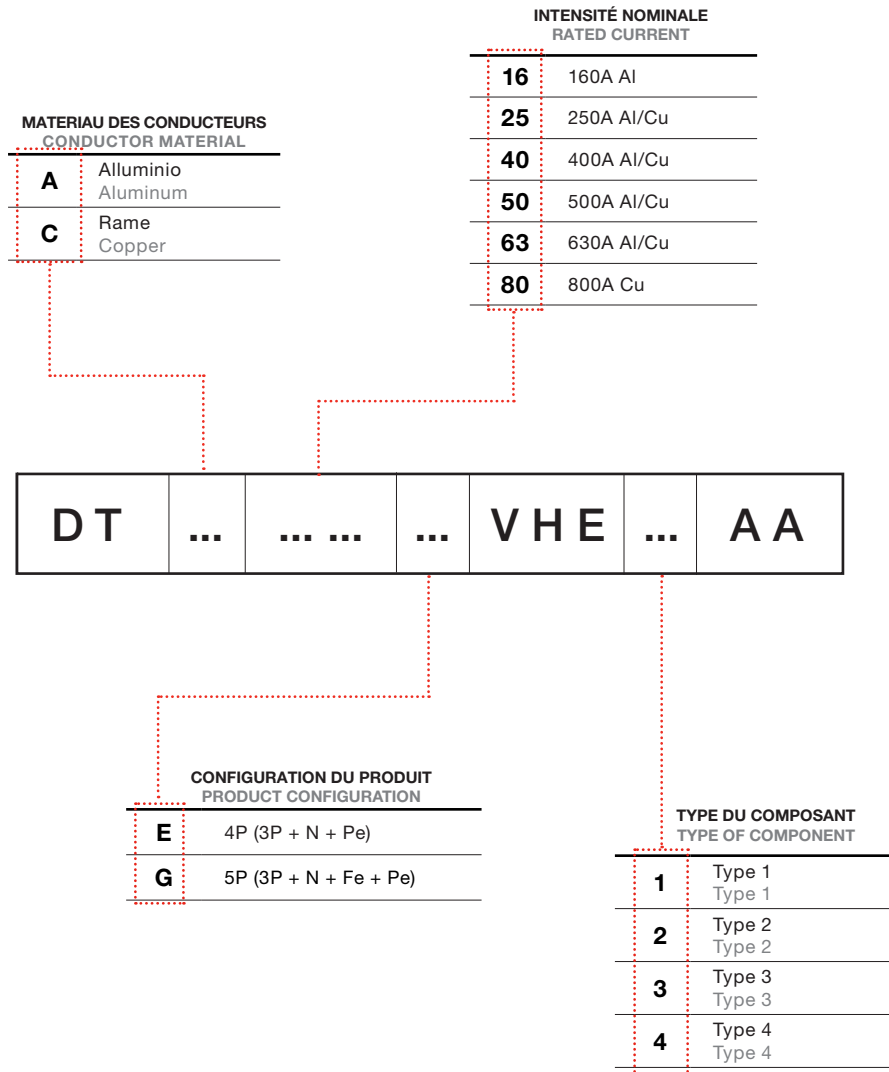 INTENSITÉ NOMINALE
RATED CURRENT
16 160A Al
25 250A Al/Cu
40 400A Al/Cu
50 500A Al/Cu
63 630A Al/Cu
80 800A Cu
MATERIAU DES CONDUCTEURS
CONDUCTOR MATERIAL
A Alluminio
Aluminum
C Rame
Copper
DT ... ... ... ... VHE ... AA
CONFIGURATION DU PRODUIT
PRODUCT CONFIGURATION
E 4P (3P + N + Pe)
G 5P (3P + N + Fe + Pe)
TYPE DU COMPOSANT
TYPE OF COMPONENT
1 Type 1
Type 1
2 Type 2
Type 2
3 Type 3
Type 3
4 Type 4
Type 4